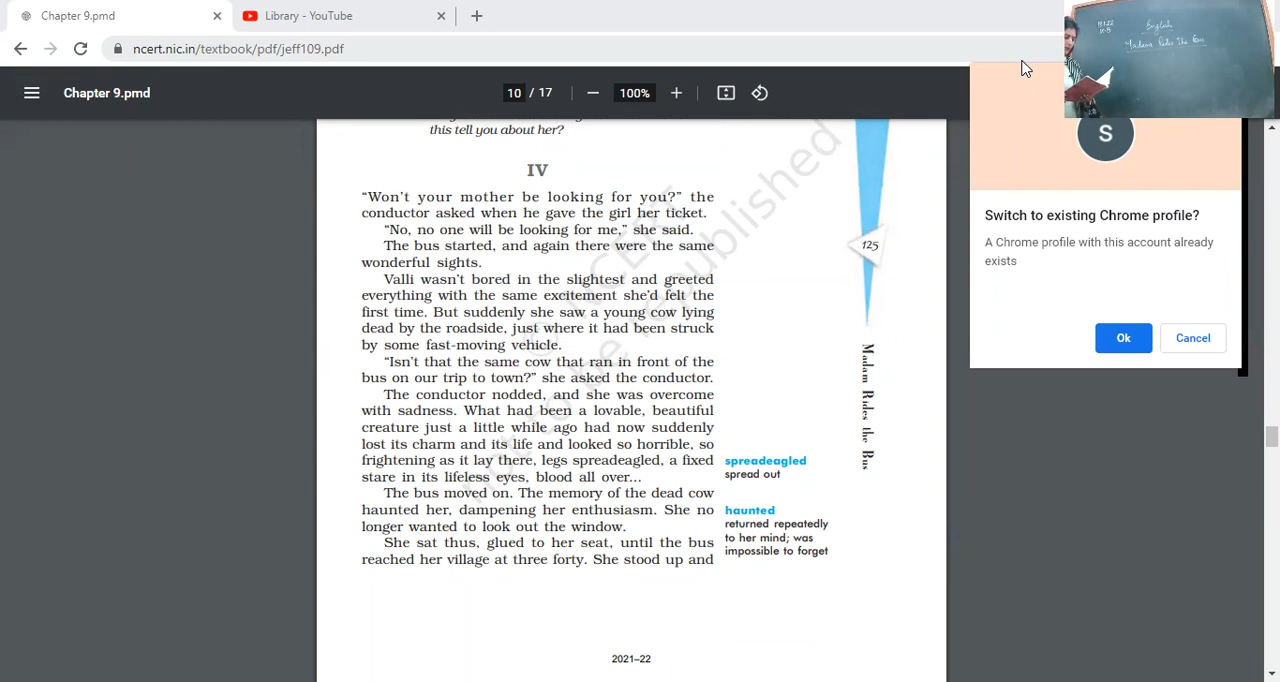 Chapter 9.pmd
Library - YouTube
ncert.nic.in/textbook/pdf/jeff109.pdf
Chapter 9.pmd
10 / 17
100%
English
Madam Rides The Bus
S
Switch to existing Chrome profile?
A Chrome profile with this account already
exists
Ok
Cancel
this tell you about her?
IV
“Won’t your mother be looking for you?” the
conductor asked when he gave the girl her ticket.
“No, no one will be looking for me,” she said.
The bus started, and again there were the same
wonderful sights.
Valli wasn’t bored in the slightest and greeted
everything with the same excitement she’d felt the
first time. But suddenly she saw a young cow lying
dead by the roadside, just where it had been struck
by some fast-moving vehicle.
“Isn’t that the same cow that ran in front of the
bus on our trip to town?” she asked the conductor.
The conductor nodded, and she was overcome
with sadness. What had been a lovable, beautiful
creature just a little while ago had now suddenly
lost its charm and its life and looked so horrible, so
frightening as it lay there, legs spreadeagled, a fixed
stare in its lifeless eyes, blood all over...
The bus moved on. The memory of the dead cow
haunted her, dampening her enthusiasm. She no
longer wanted to look out the window.
She sat thus, glued to her seat, until the bus
reached her village at three forty. She stood up and
spreadeagled
spread out
haunted
returned repeatedly
to her mind; was
impossible to forget
125
Madam Rides the Bus
© NCERT
not to be republished
2021–22